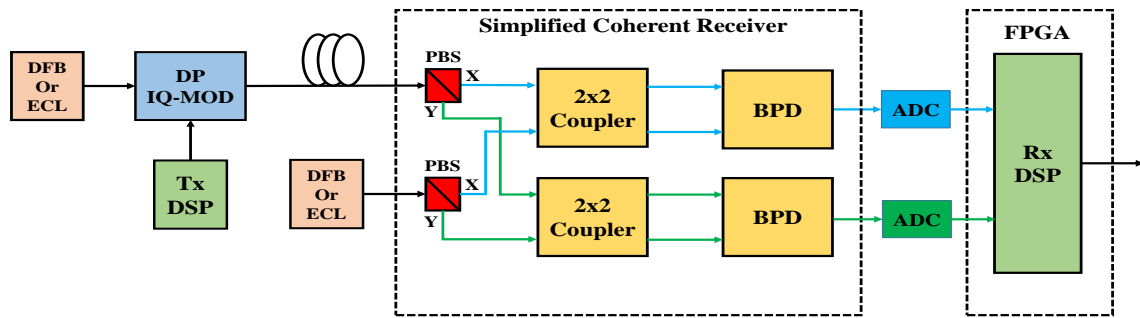 Simplified Coherent Receiver
FPGA
DFB
Or
ECL
DP
IQ-MOD
Tx
DSP
DFB
Or
ECL
PBS
X
Y
PBS
X
Y
2x2
Coupler
BPD
ADC
2x2
Coupler
BPD
ADC
Rx
DSP